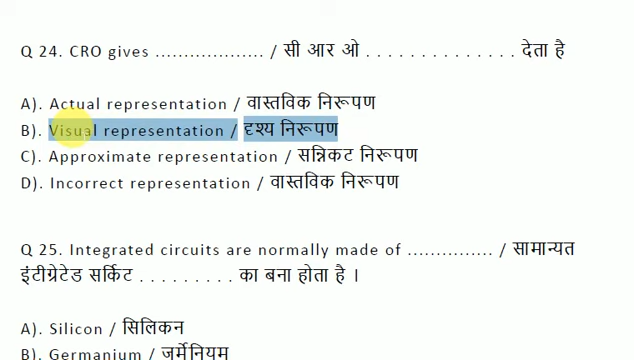 Q 24. CRO gives ................... / सी आर ओ . . . . . . . . . . . . . . देता है
A). Actual representation / वास्तविक निरूपण
B). Visual representation / दृश्य निरूपण
C). Approximate representation / सन्निकट निरूपण
D). Incorrect representation / वास्तविक निरूपण
Q 25. Integrated circuits are normally made of ............... / सामान्यत
इंटीग्रेटेड सर्किट . . . . . . . . . का बना होता है ।
A). Silicon / सिलिकन
B). Germanium / जर्मेनियम